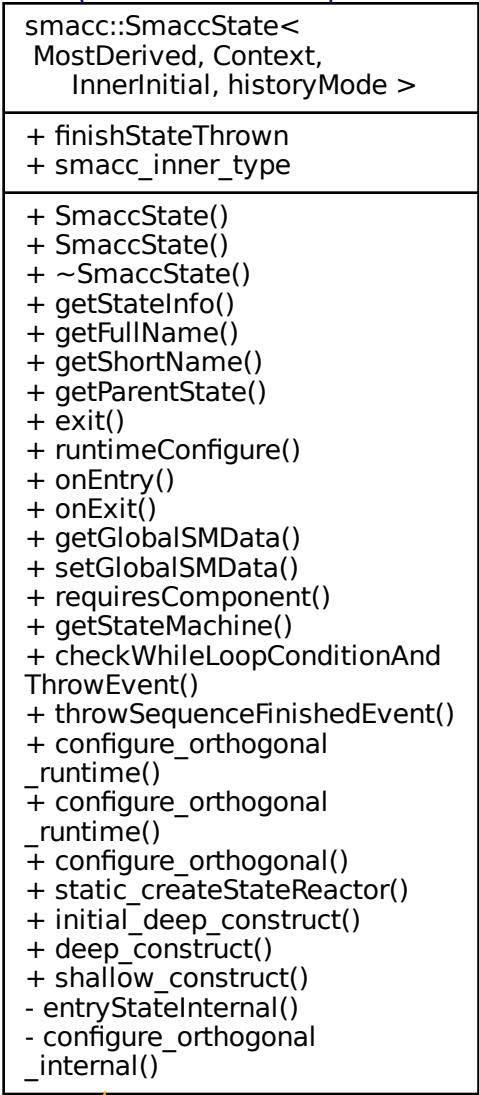 smacc::SmaccState<
MostDerived, Context,
InnerInitial, historyMode >
+ finishStateThrown
+ smacc_inner_type
+ SmaccState()
+ SmaccState()
+ ~SmaccState()
+ getStateInfo()
+ getFullName()
+ getShortName()
+ getParentState()
+ exit()
+ runtimeConfigure()
+ onEntry()
+ onExit()
+ getGlobalSMData()
+ setGlobalSMData()
+ requiresComponent()
+ getStateMachine()
+ checkWhileLoopConditionAnd
ThrowEvent()
+ throwSequenceFinishedEvent()
+ configure_orthogonal
_runtime()
+ configure_orthogonal
_runtime()
+ configure_orthogonal()
+ static_createStateReactor()
+ initial_deep_construct()
+ deep_construct()
+ shallow_construct()
- entryStateInternal()
- configure_orthogonal
_internal()